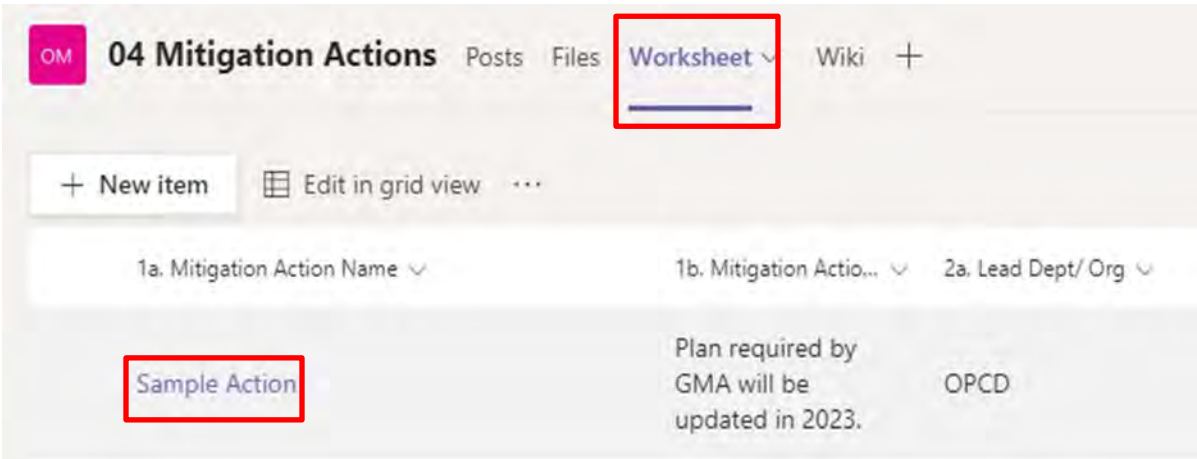 OM 04 Mitigation Actions Posts Files Worksheet Wiki +
+ New item Edit in grid view ...
1a. Mitigation Action Name 1b. Mitigation Actio... 2a. Lead Dept/ Org
Plan required by
Sample Action GMA will be OPCD
updated in 2023.